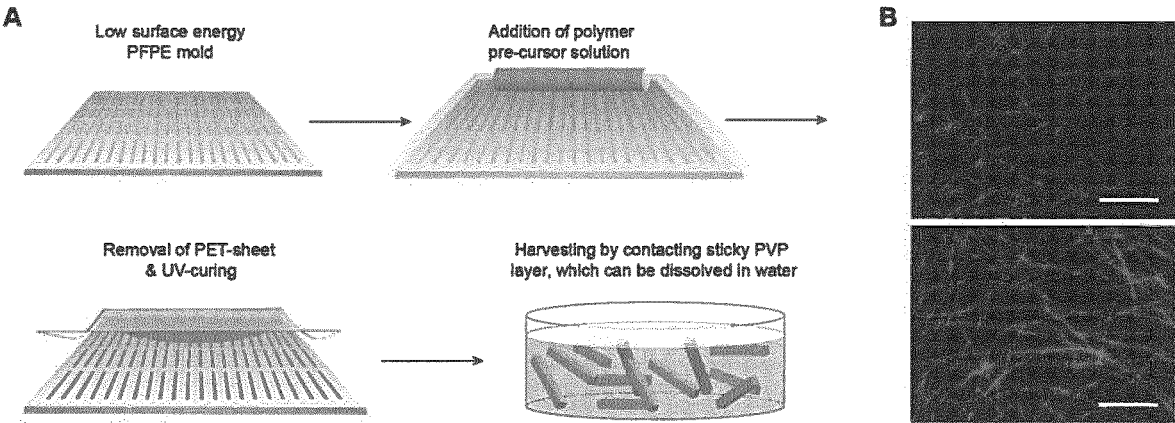 A
Low surface energy
PFPE mold
Addition of polymer
pre-cursor solution
B
Removal of PET-sheet
& UV-curing
Harvesting by contacting sticky PVP
layer, which can be dissolved in water